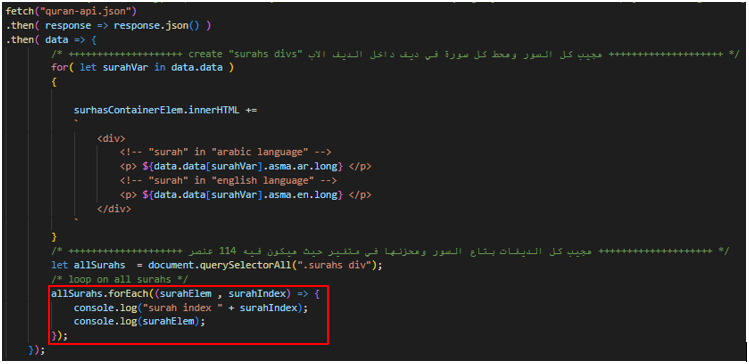 fetch("quran-api.json")
.then( response => response.json() )
.then( data => {
/* ++++++++++++++++++++ create "surahs divs" هجيب كل السور وهحط كل سورة في ديف داخل الديف الاب ++++++++++++++++++++ */
for( let surahVar in data.data )
{
surhasContainerElem.innerHTML +=
`
<div>
<!-- "surah" in "arabic language" -->
<p> ${data.data[surahVar].asma.ar.long} </p>
<!-- "surah" in "english language" -->
<p> ${data.data[surahVar].asma.en.long} </p>
</div>
`
}
/* ++++++++++++++++++++ هجيب كل الديفات بتاع السور وهخزنها في متغير حيث هيكون فيه 114 عنصر ++++++++++++++++++++ */
let allSurahs  = document.querySelectorAll(".surahs div");
/* loop on all surahs */
allSurahs.forEach((surahElem , surahIndex) => {
console.log("surah index " + surahIndex);
console.log(surahElem);
});
});